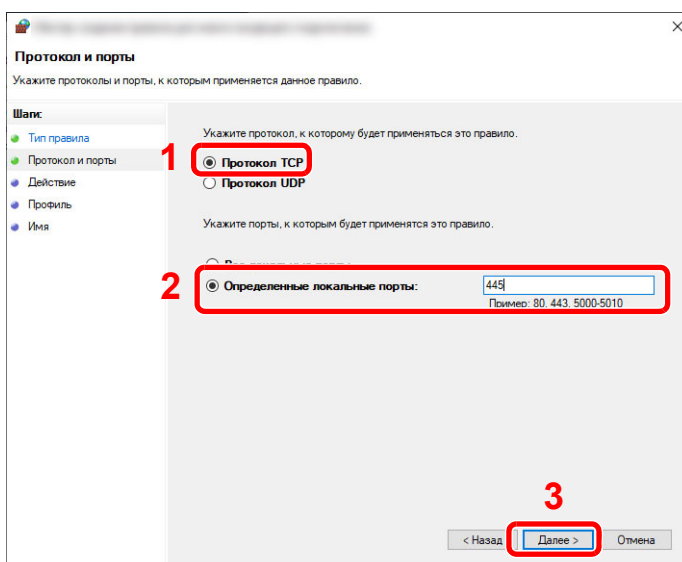 Протокол и порты
Укажите протоколы и порты, к которым применяется данное правило.
Шаги:
Тип правила
Протокол и порты
Действие
Профиль
Имя
Укажите протокол, к которому будет применяться это правило.
1
Протокол TCP
Протокол UDP
Укажите порты, к которым будет применятся это правило.
2
Определенные локальные порты:
445
Пример: 80, 443, 5000-5010
3
< Назад
Далее >
Отмена